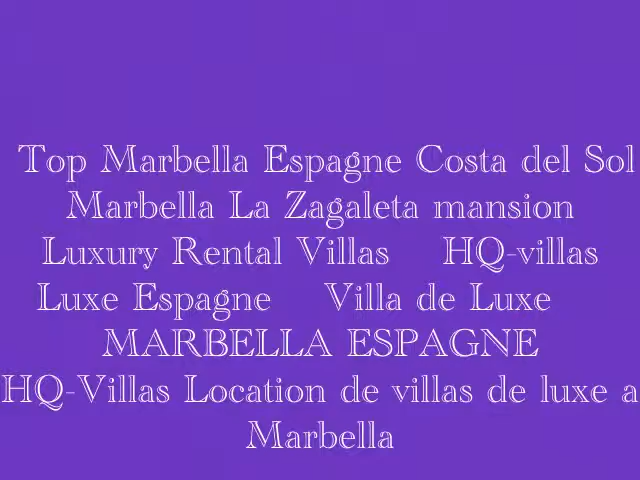 Top Marbella Espagne Costa del Sol
Marbella La Zagaleta mansion
Luxury Rental Villas HQ-villas
Luxe Espagne Villa de Luxe
MARBELLA ESPAGNE
HQ-Villas Location de villas de luxe a
Marbella